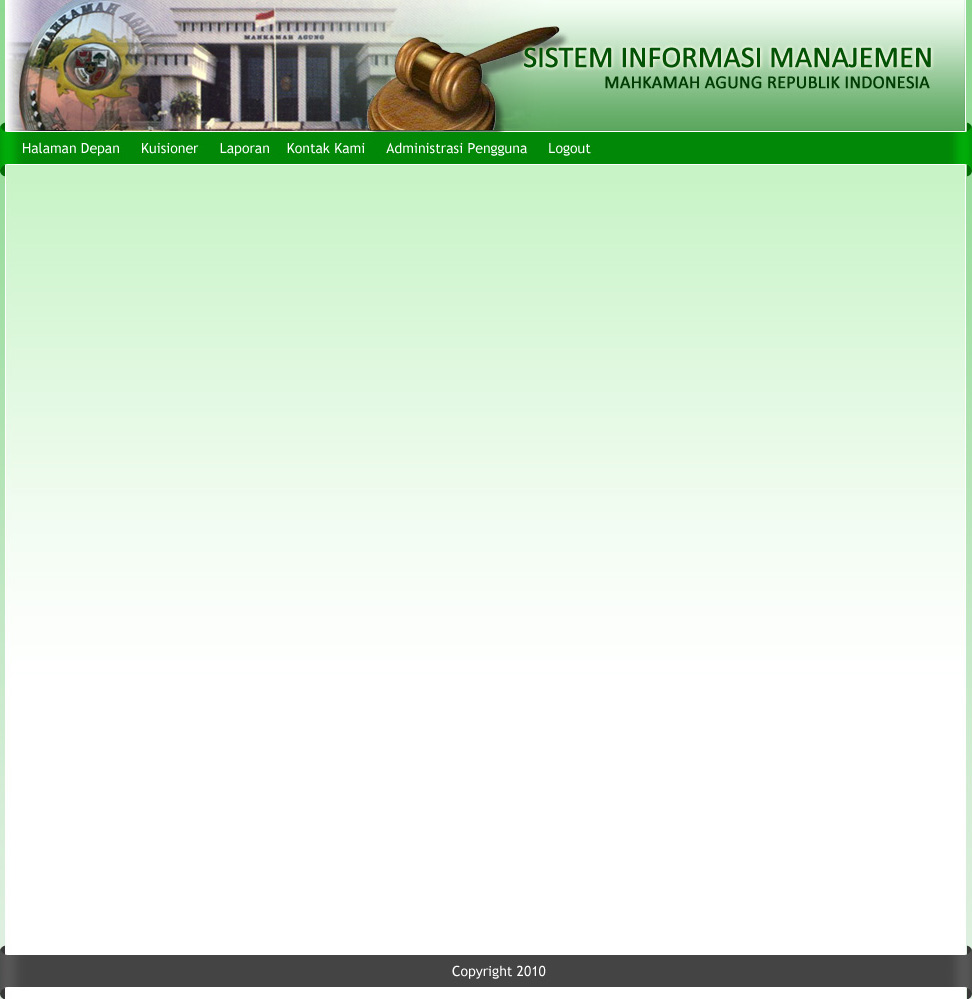 MAHKAMAH AGUNG
MAHKAMAH AGUNG
SISTEM INFORMASI MANAJEMEN
MAHKAMAH AGUNG REPUBLIK INDONESIA
Halaman Depan Kuisioner Laporan Kontak Kami Administrasi Pengguna Logout
Copyright 2010